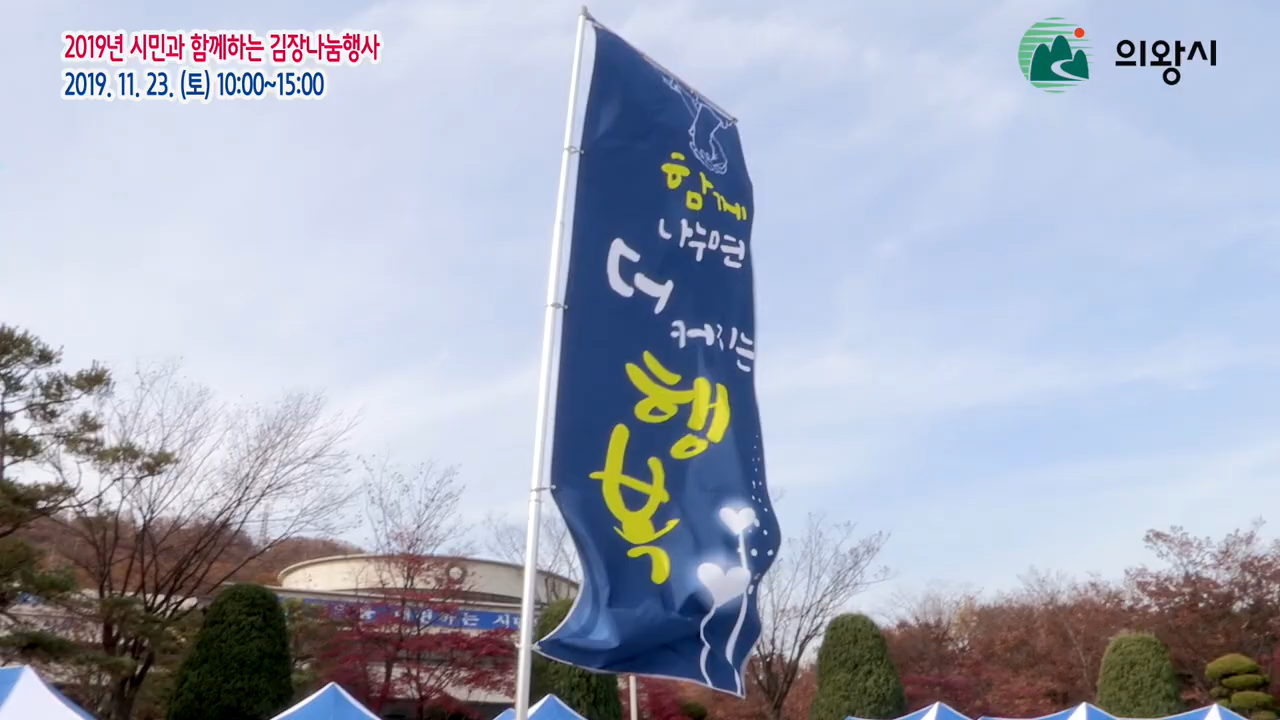 2019년 시민과 함께하는 김장나눔행사
2019. 11. 23. (토) 10:00~15:00
의왕시
함께
나누면
더
커지는
행
복